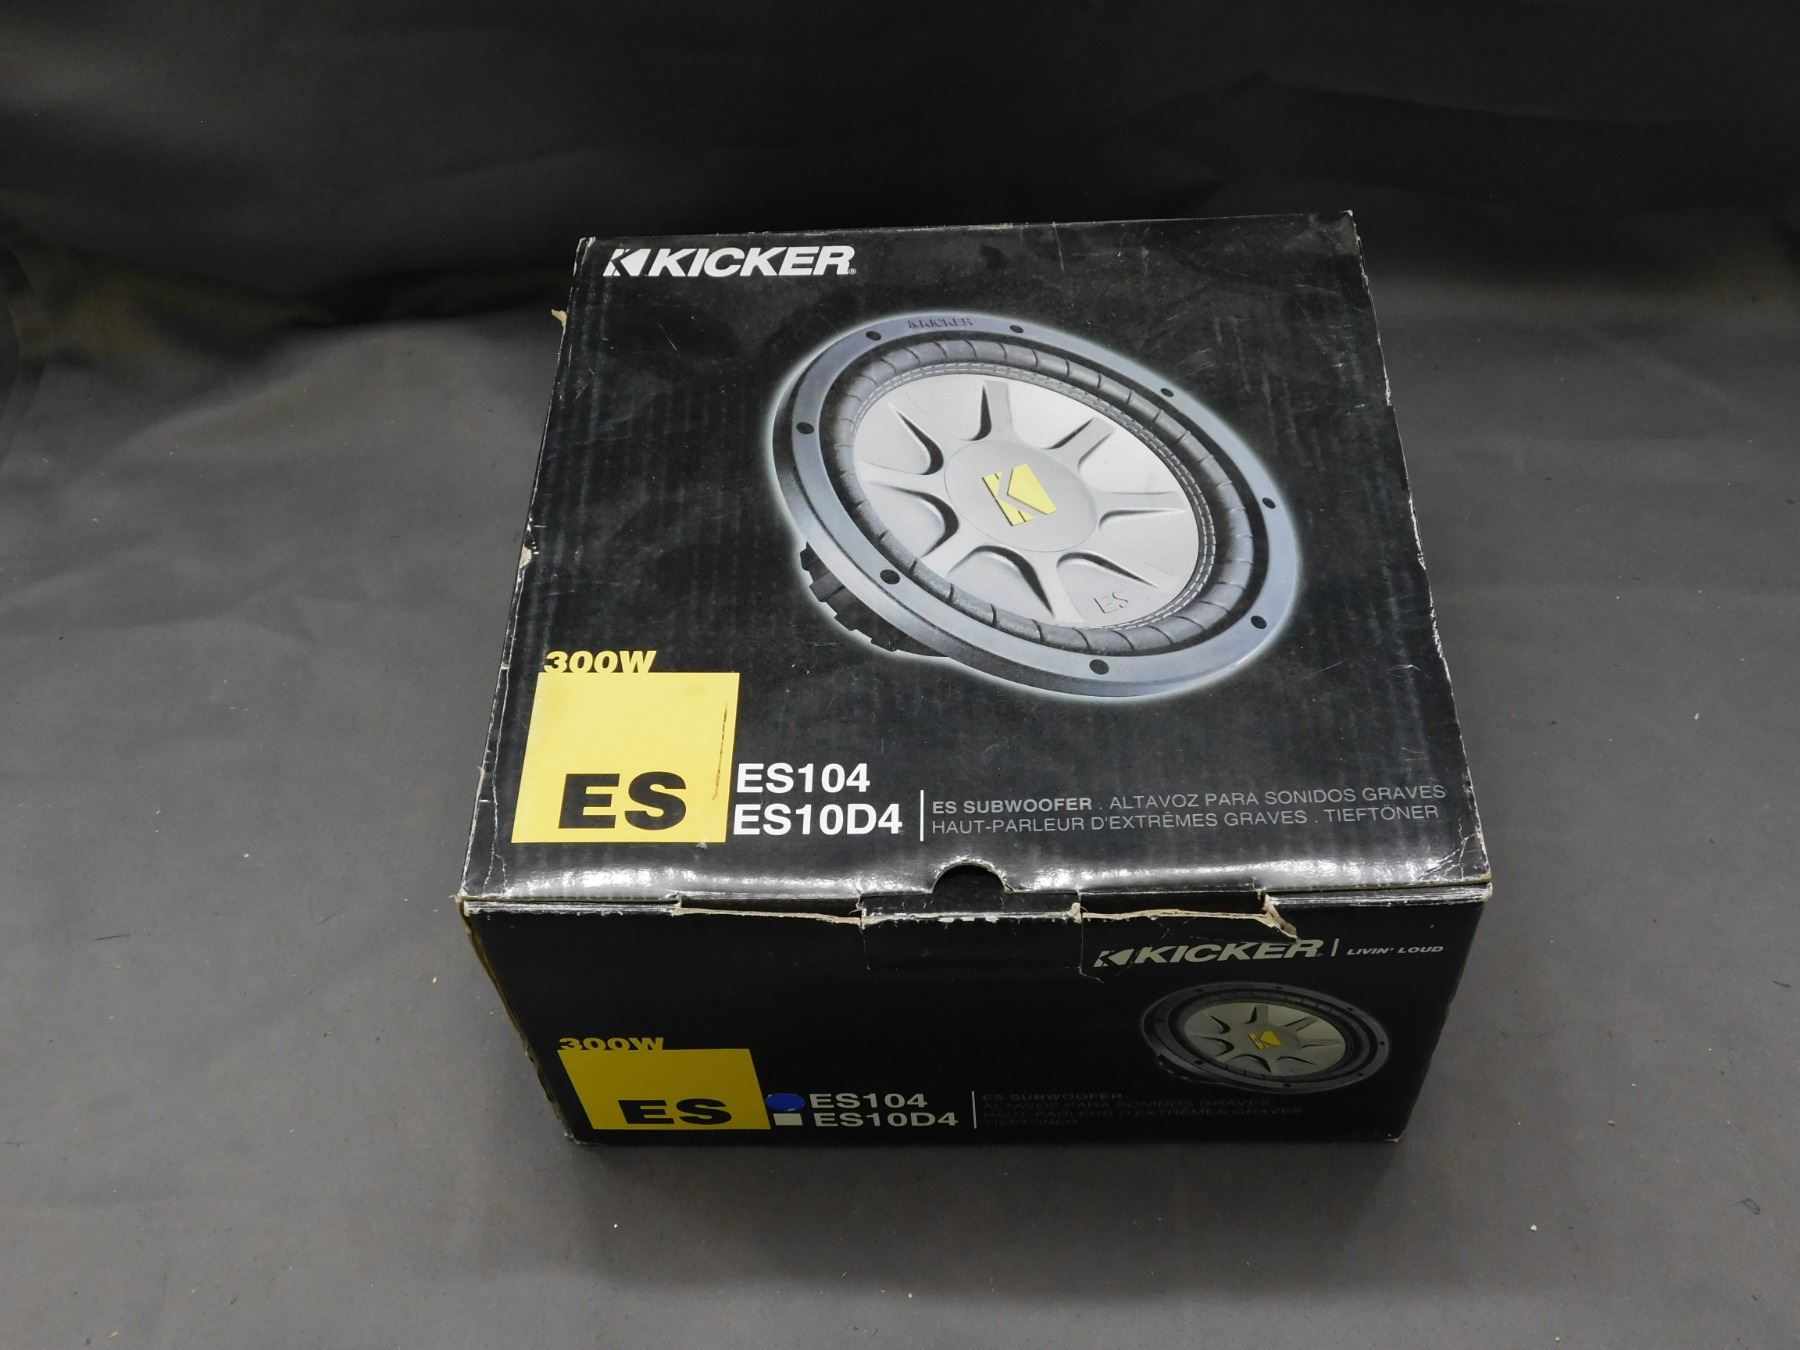 KICKER®
KICKER
ES
300W
ES
ES104
ES10D4
ES SUBWOOFER . ALTAVOZ PARA SONIDOS GRAVES
HAUT-PARLEUR D'EXTRÊMES GRAVES . TIEFTÖNER
KICKER | LIVIN' LOUD
300W
ES
ES104
ES10D4
ES SUBWOOFER
ALTAVOZ PARA SONIDOS GRAVES
HAUT-PARLEUR D'EXTRÊMES GRAVES
TIEFTÖNER